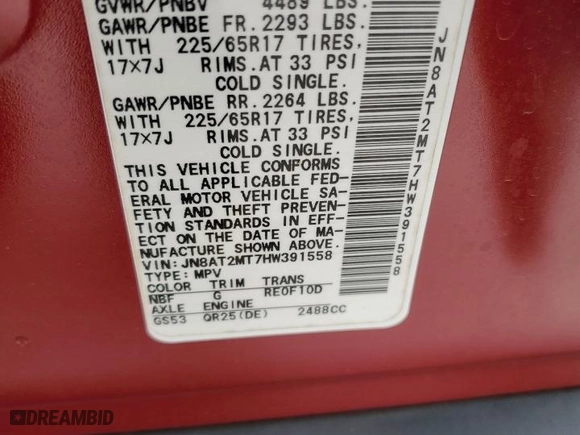 GVWR/PNBV 4489 LBS.
GAWR/PNBE FR. 2293 LBS.
WITH 225/65R17 TIRES,
17×7J RIMS. AT 33 PSI
COLD SINGLE.
GAWR/PNBE RR. 2264 LBS.
WITH 225/65R17 TIRES,
17×7J RIMS. AT 33 PSI
COLD SINGLE.
THIS VEHICLE CONFORMS
TO ALL APPLICABLE FED-
ERAL MOTOR VEHICLE SA-
FETY AND THEFT PREVEN-
TION STANDARDS IN EFF-
ECT ON THE DATE OF MA-
NUFACTURE SHOWN ABOVE.
VIN: JN8AT2MT7HW391558
TYPE: MPV
COLOR TRIM TRANS
NBF G RE0F10D
AXLE ENGINE
GS53 QR25(DE) 2488CC
JN8AT2MT7HW391558
DREAMBID